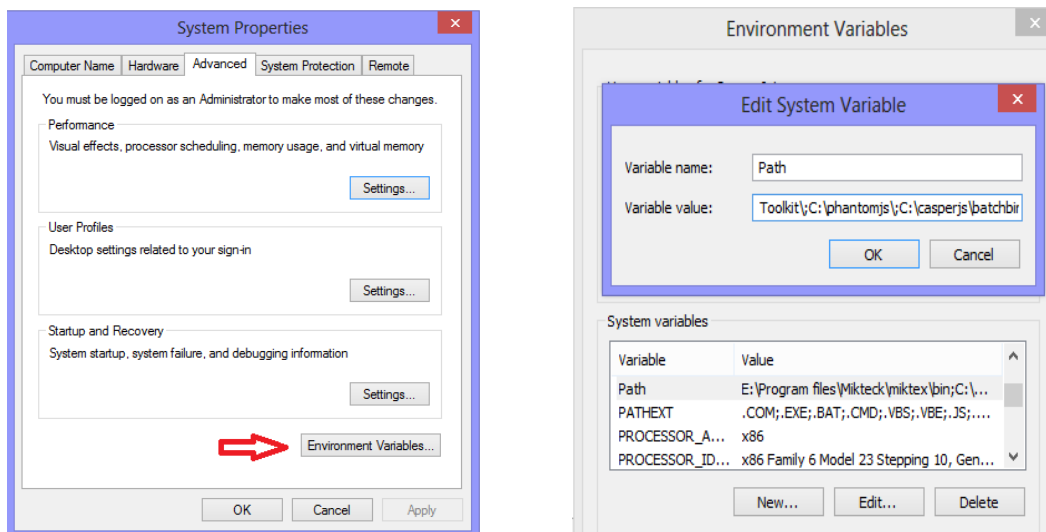 System Properties
Computer Name Hardware Advanced System Protection Remote
You must be logged on as an Administrator to make most of these changes.
Performance
Visual effects, processor scheduling, memory usage, and virtual memory
Settings...
User Profiles
Desktop settings related to your sign-in
Settings...
Startup and Recovery
System startup, system failure, and debugging information
Settings...
Environment Variables...
OK Cancel Apply
Environment Variables
Edit System Variable
Variable name: Path
Variable value: Toolkit\;C:\phantomjs\;C:\casperjs\batchbin
OK Cancel
System variables
Variable Value
Path E:\Program files\Mikteck\miktex\bin;C:\...
PATHEXT .COM;.EXE;.BAT;.CMD;.VBS;.VBE;.JS;....
PROCESSOR_A... x86
PROCESSOR_ID... x86 Family 6 Model 23 Stepping 10, Gen...
New... Edit... Delete